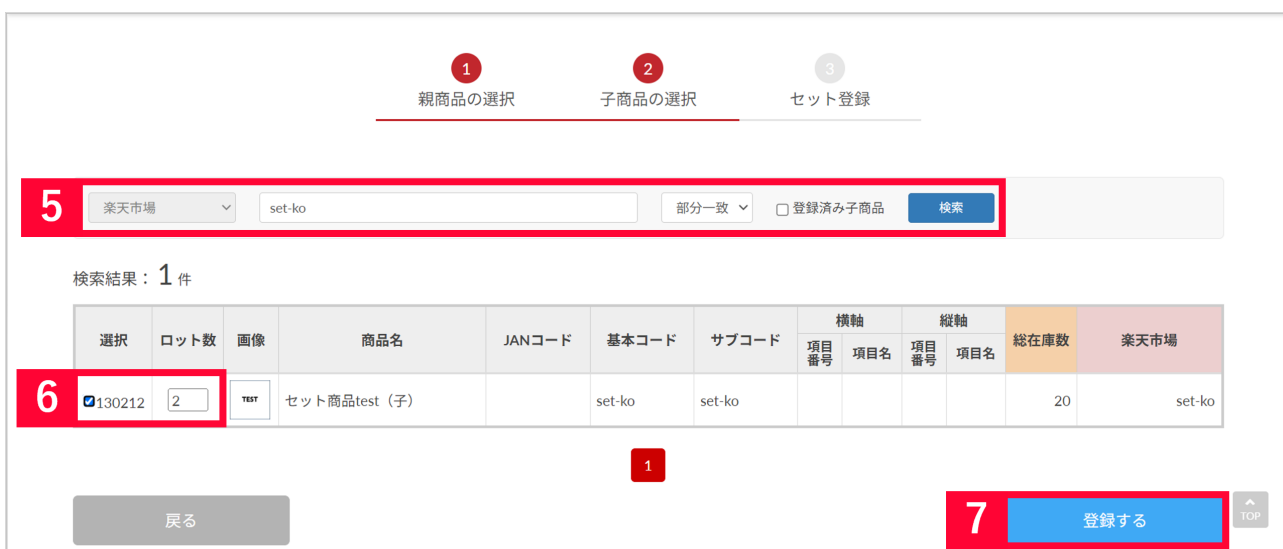 1 2 3
親商品の選択 子商品の選択 セット登録
5 楽天市場 set-ko 部分一致 登録済み子商品 検索
検索結果： 1 件
選択 ロット数 画像 商品名 JANコード 基本コード サブコード 横軸 縦軸 総在庫数 楽天市場
項目番号 項目名 項目番号 項目名
6 130212 2 TEST セット商品test（子） set-ko set-ko 20 set-ko
1
戻る 7 登録する TOP